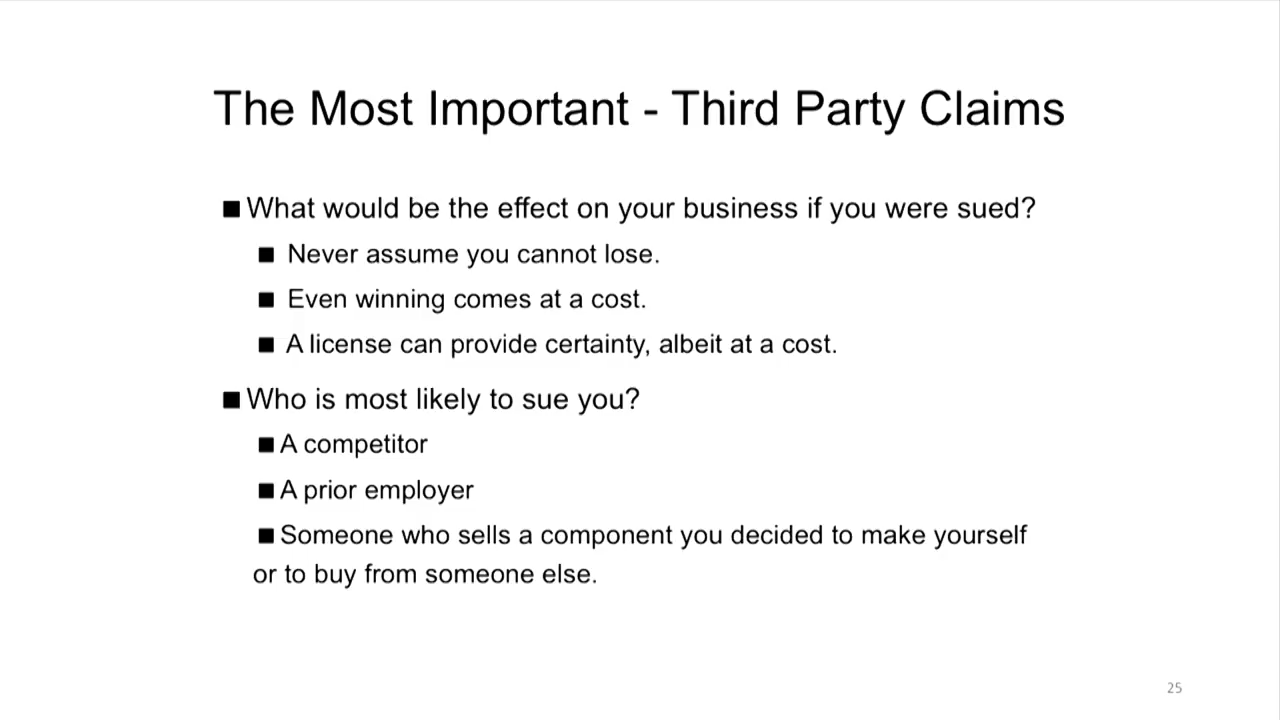 The Most Important - Third Party Claims
■ What would be the effect on your business if you were sued?
■ Never assume you cannot lose.
■ Even winning comes at a cost.
■ A license can provide certainty, albeit at a cost.
■ Who is most likely to sue you?
■ A competitor
■ A prior employer
■ Someone who sells a component you decided to make yourself
or to buy from someone else.
25